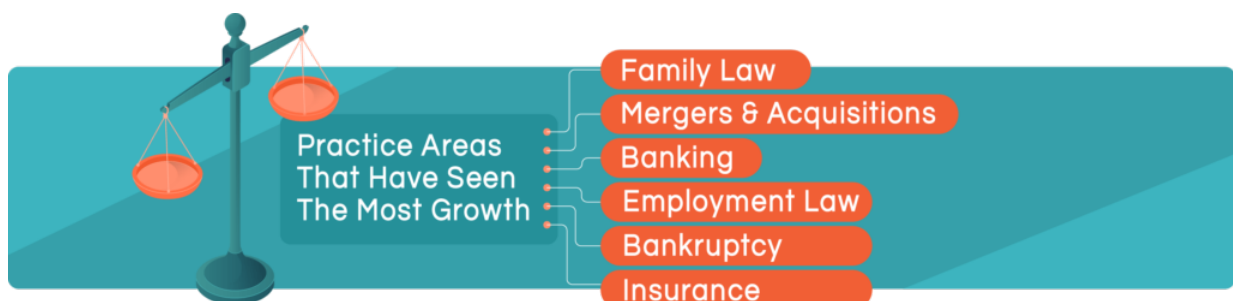 Practice Areas
That Have Seen
The Most Growth
Family Law
Mergers & Acquisitions
Banking
Employment Law
Bankruptcy
Insurance